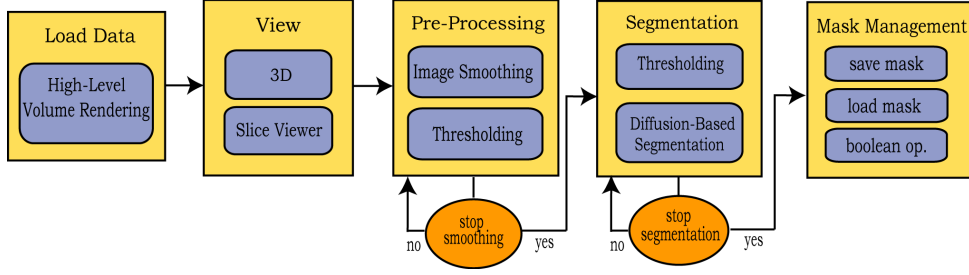 Load Data
High-Level
Volume Rendering
View
3D
Slice Viewer
Pre-Processing
Image Smoothing
Thresholding
stop
smoothing
no
yes
Segmentation
Thresholding
Diffusion-Based
Segmentation
stop
segmentation
no
yes
Mask Management
save mask
load mask
boolean op.